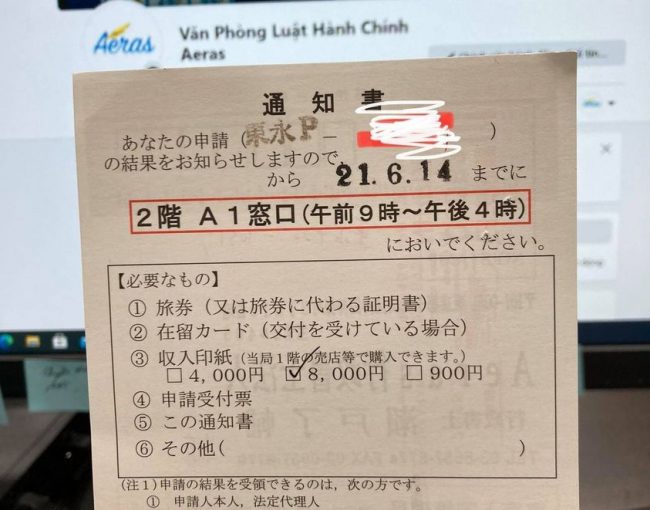 Aeras
Văn Phòng Luật Hành Chính
Aeras
通知書
あなたの申請(東永P－ )
の結果をお知らせしますので、
から 21.6.14 までに
2階 A1窓口(午前9時～午後4時)
においでください。
【必要なもの】
① 旅券（又は旅券に代わる証明書）
② 在留カード（交付を受けている場合）
③ 収入印紙（当局1階の売店等で購入できます。）
□ 4,000円 ☑ 8,000円 □ 900円
④ 申請受付票
⑤ この通知書
⑥ その他( )
(注1)申請の結果を受領できるのは，次の方です。
① 申請人本人，法定代理人